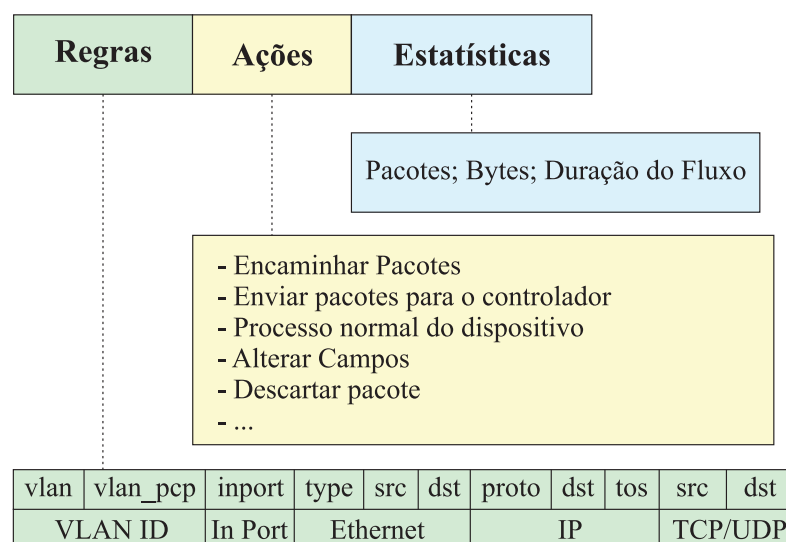 Regras Ações Estatísticas
Pacotes; Bytes; Duração do Fluxo
- Encaminhar Pacotes
- Enviar pacotes para o controlador
- Processo normal do dispositivo
- Alterar Campos
- Descartar pacote
- ...
vlan vlan_pcp inport type src dst proto dst tos src dst
VLAN ID In Port Ethernet IP TCP/UDP